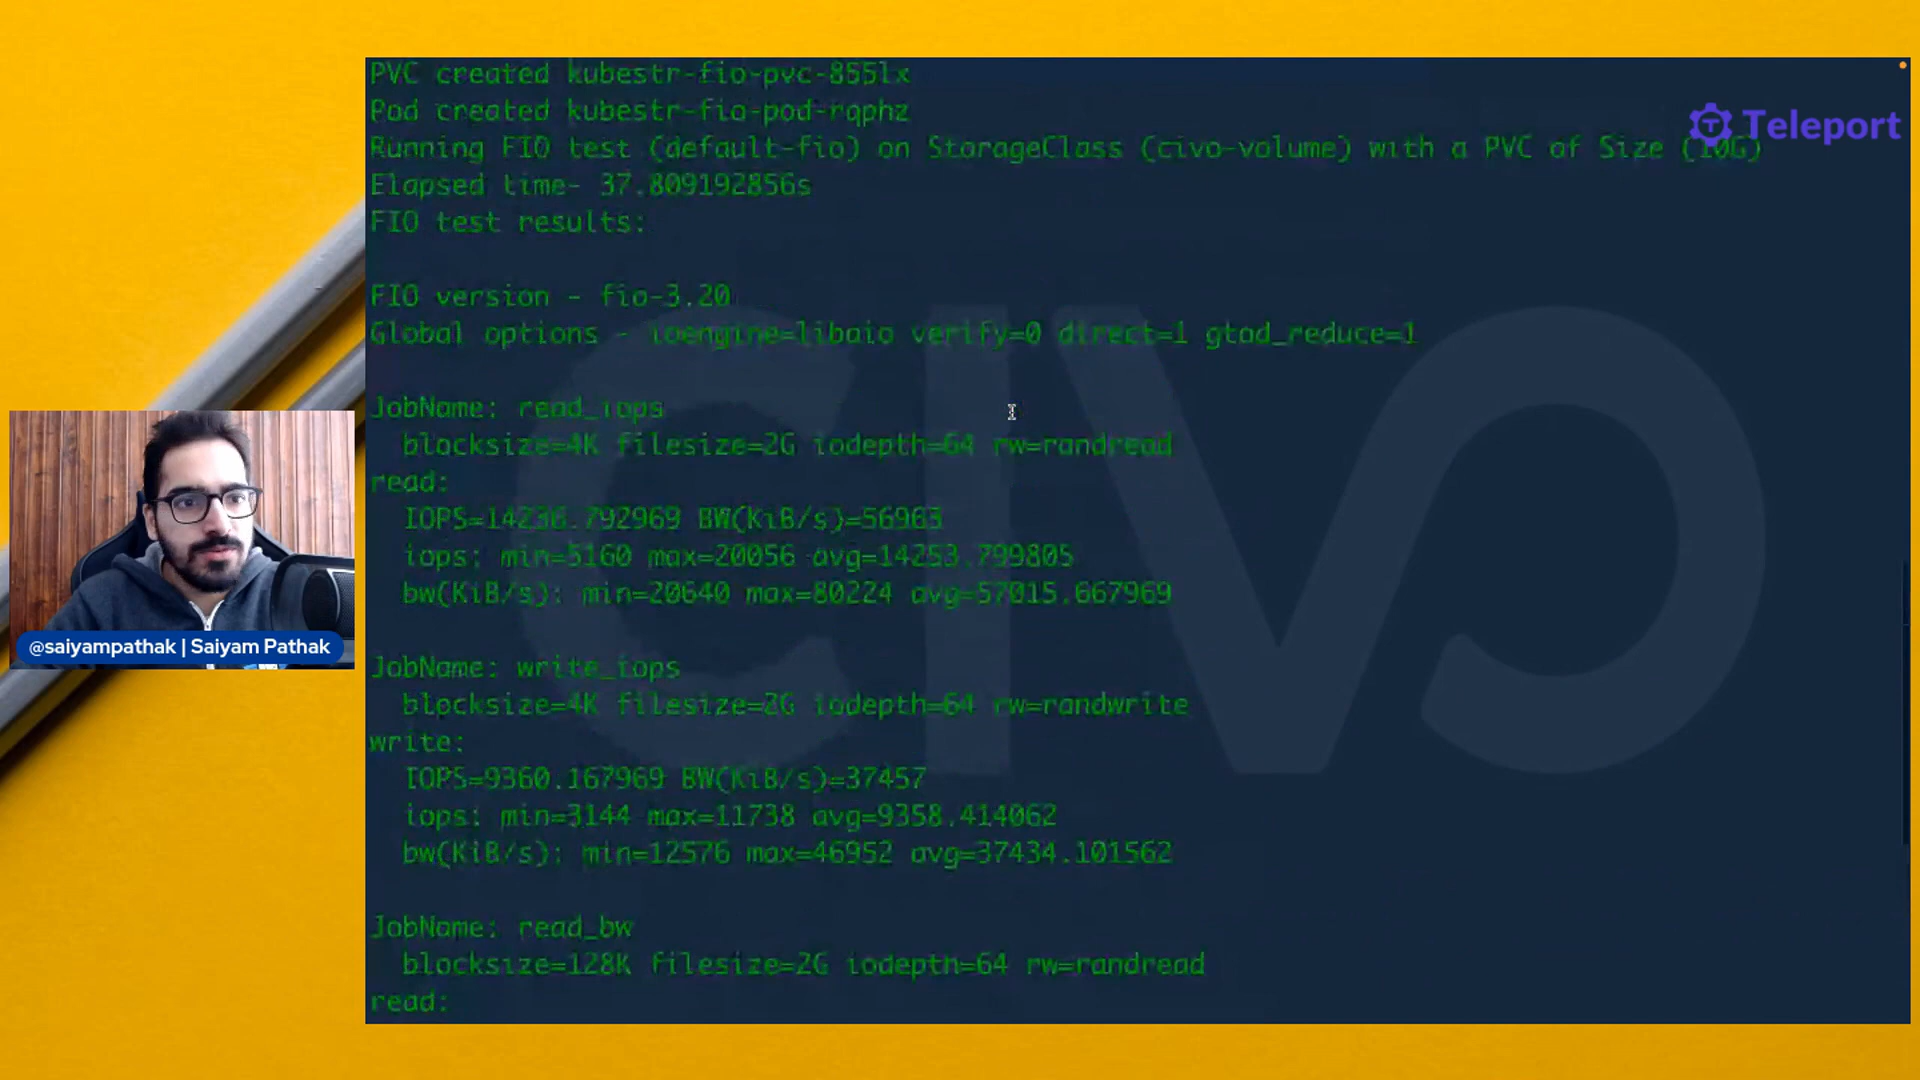 PVC created kubestr-fio-pvc-855lx
Pod created kubestr-fio-pod-rqphz
Teleport
Running FIO test (default-fio) on StorageClass (civo-volume) with a PVC of Size (10G)
Elapsed time- 37.809192856s
FIO test results:
FIO version - fio-3.20
Global options - ioengine=libaio verify=0 direct=1 gtod_reduce=1
JobName: read_iops
blocksize=4K filesize=2G iodepth=64 rw=randread
read:
IOPS=14236.792969 BW(KiB/s)=56963
iops: min=5160 max=20056 avg=14253.799805
bw(KiB/s): min=20640 max=80224 avg=57015.667969
JobName: write_iops
blocksize=4K filesize=2G iodepth=64 rw=randwrite
write:
IOPS=9360.167969 BW(KiB/s)=37457
iops: min=3144 max=11738 avg=9358.414062
bw(KiB/s): min=12576 max=46952 avg=37434.101562
JobName: read_bw
blocksize=128K filesize=2G iodepth=64 rw=randread
read:
CIVO
@saiyampathak | Saiyam Pathak